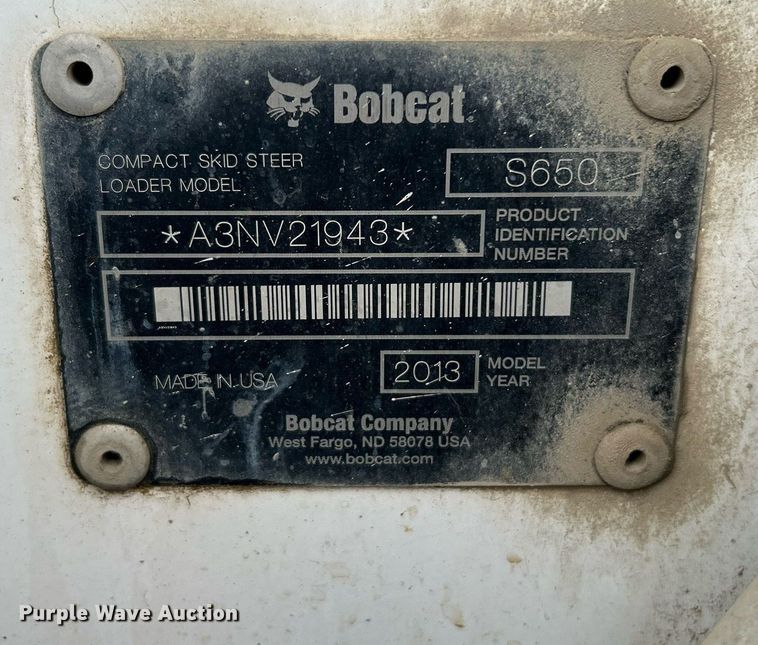 Bobcat
COMPACT SKID STEER
LOADER MODEL
S650
*A3NV21943*
PRODUCT
IDENTIFICATION
NUMBER
MADE IN USA
2013
MODEL
YEAR
Bobcat Company
West Fargo, ND 58078 USA
www.bobcat.com
Purple Wave Auction